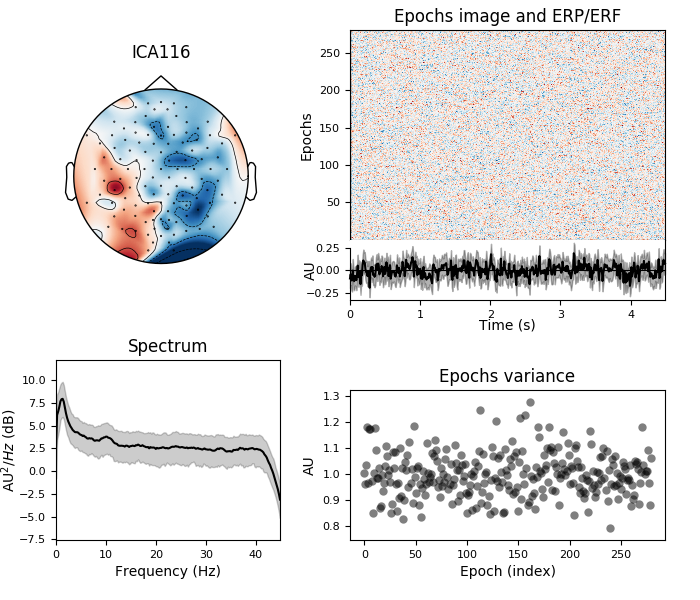 ICA116
Epochs image and ERP/ERF
Epochs
250
200
150
100
50
AU
0.25
0.00
−0.25
0 1 2 3 4
Time (s)
Spectrum
AU²/Hz (dB)
10.0
7.5
5.0
2.5
0.0
−2.5
−5.0
−7.5
0 10 20 30 40
Frequency (Hz)
Epochs variance
AU
1.3
1.2
1.1
1.0
0.9
0.8
0 50 100 150 200 250
Epoch (index)